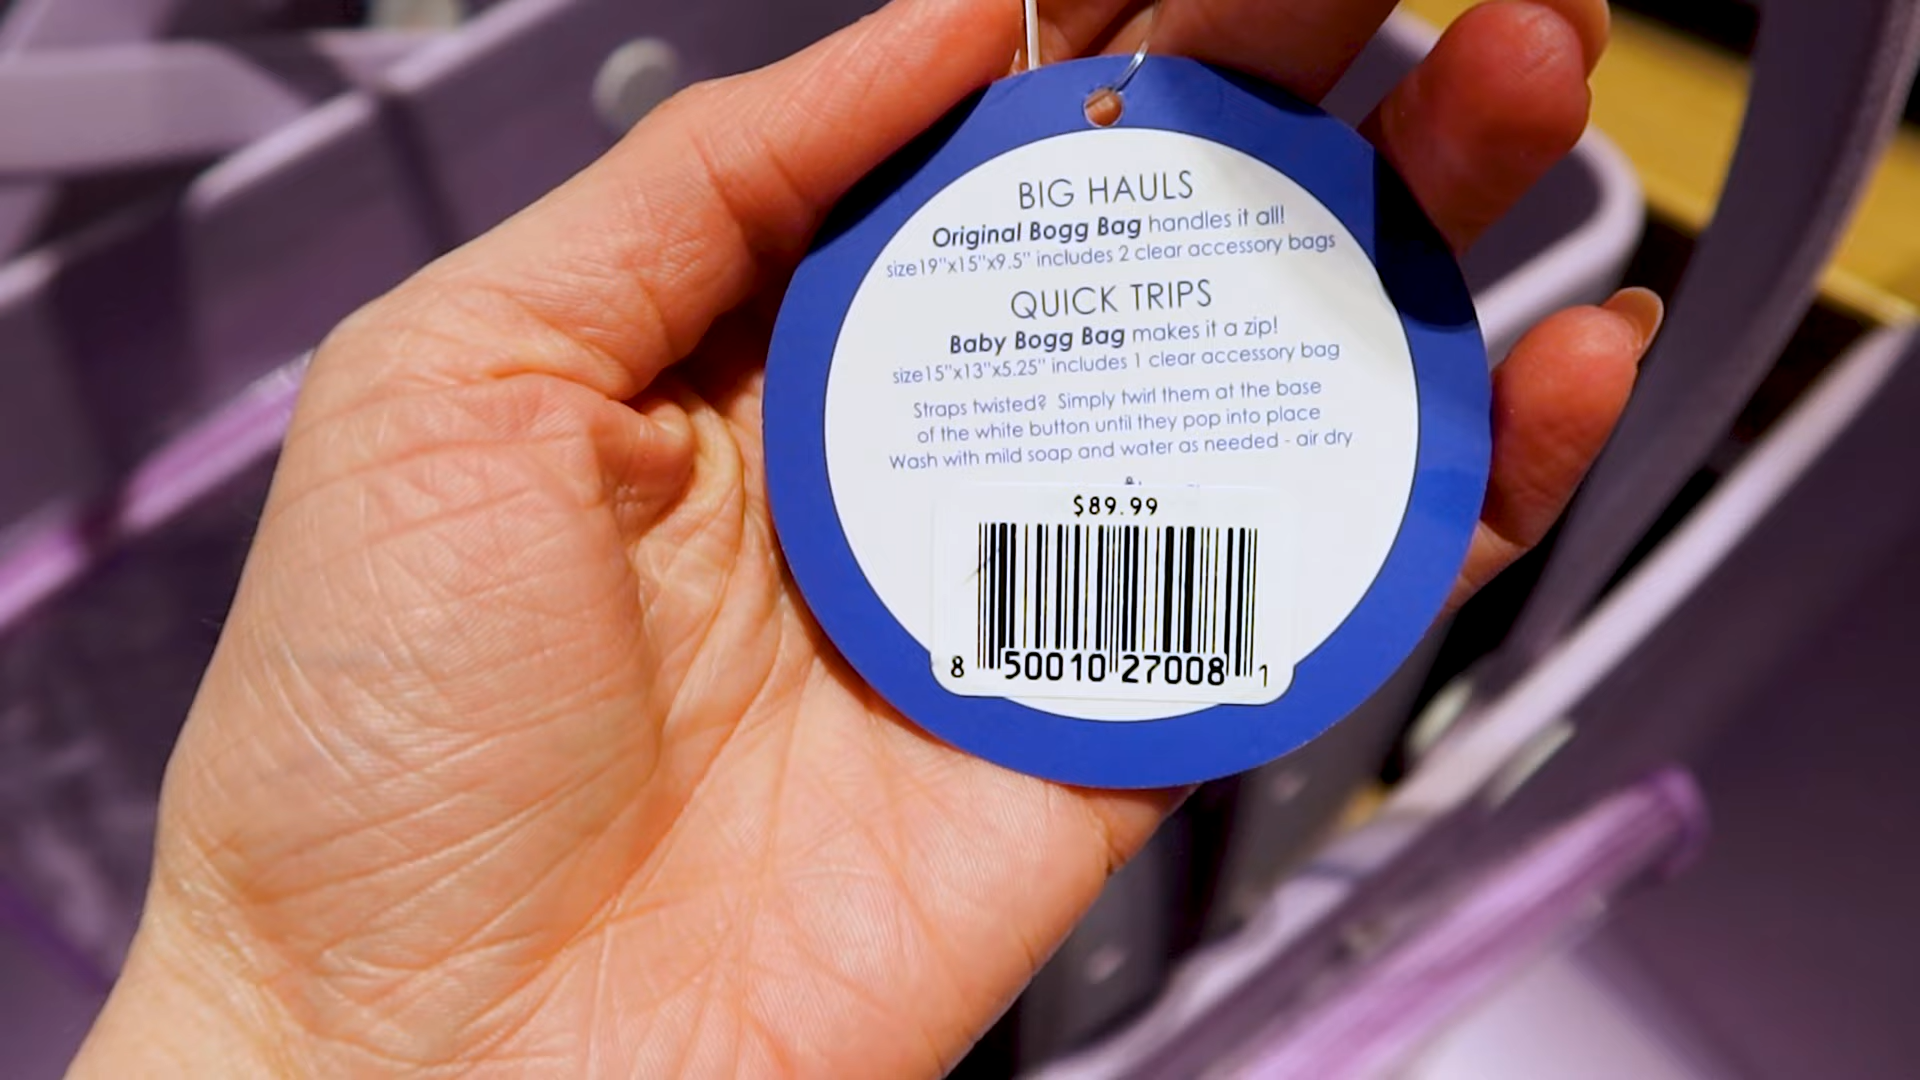 BIG HAULS
Original Bogg Bag handles it all!
size19"x15"x9.5" includes 2 clear accessory bags
QUICK TRIPS
Baby Bogg Bag makes it a zip!
size15"x13"x5.25" includes 1 clear accessory bag
Straps twisted? Simply twirl them at the base
of the white button until they pop into place
Wash with mild soap and water as needed - air dry
$89.99
8 50010 27008 1